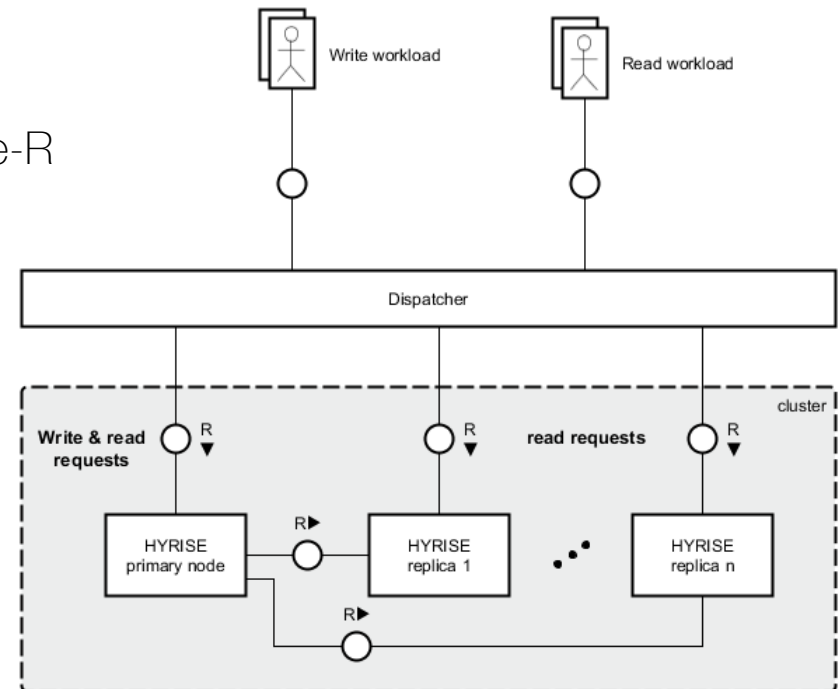 Write workload
Read workload
e-R
Dispatcher
cluster
Write & read
requests
R
R
read requests
R
HYRISE
primary node
R
HYRISE
replica 1
HYRISE
replica n
R